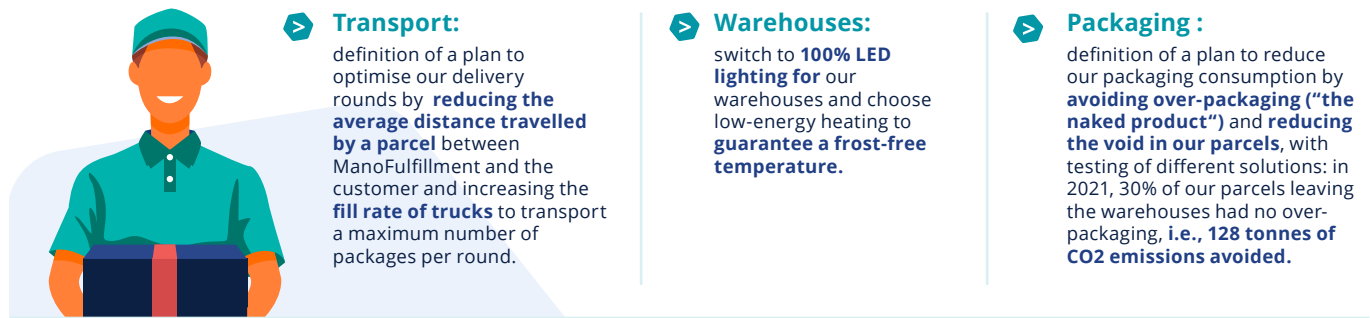 Transport:
definition of a plan to
optimise our delivery
rounds by reducing the
average distance travelled
by a parcel between
ManoFulfillment and the
customer and increasing the
fill rate of trucks to transport
a maximum number of
packages per round.
Warehouses:
switch to 100% LED
lighting for our
warehouses and choose
low-energy heating to
guarantee a frost-free
temperature.
Packaging :
definition of a plan to reduce
our packaging consumption by
avoiding over-packaging (“the
naked product“) and reducing
the void in our parcels, with
testing of different solutions: in
2021, 30% of our parcels leaving
the warehouses had no over-
packaging, i.e., 128 tonnes of
CO2 emissions avoided.